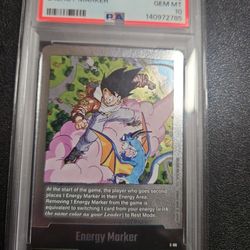 ENERGY MARKER
GEM MT
PSA
10
140972765
At the start of the game, the player who goes second
places 1 Energy Marker in their Energy Area.
Removing 1 Energy Marker from the game is
equivalent to switching 1 card from your energy (with
the same color as your Leader) to Rest Mode.
Energy Marker